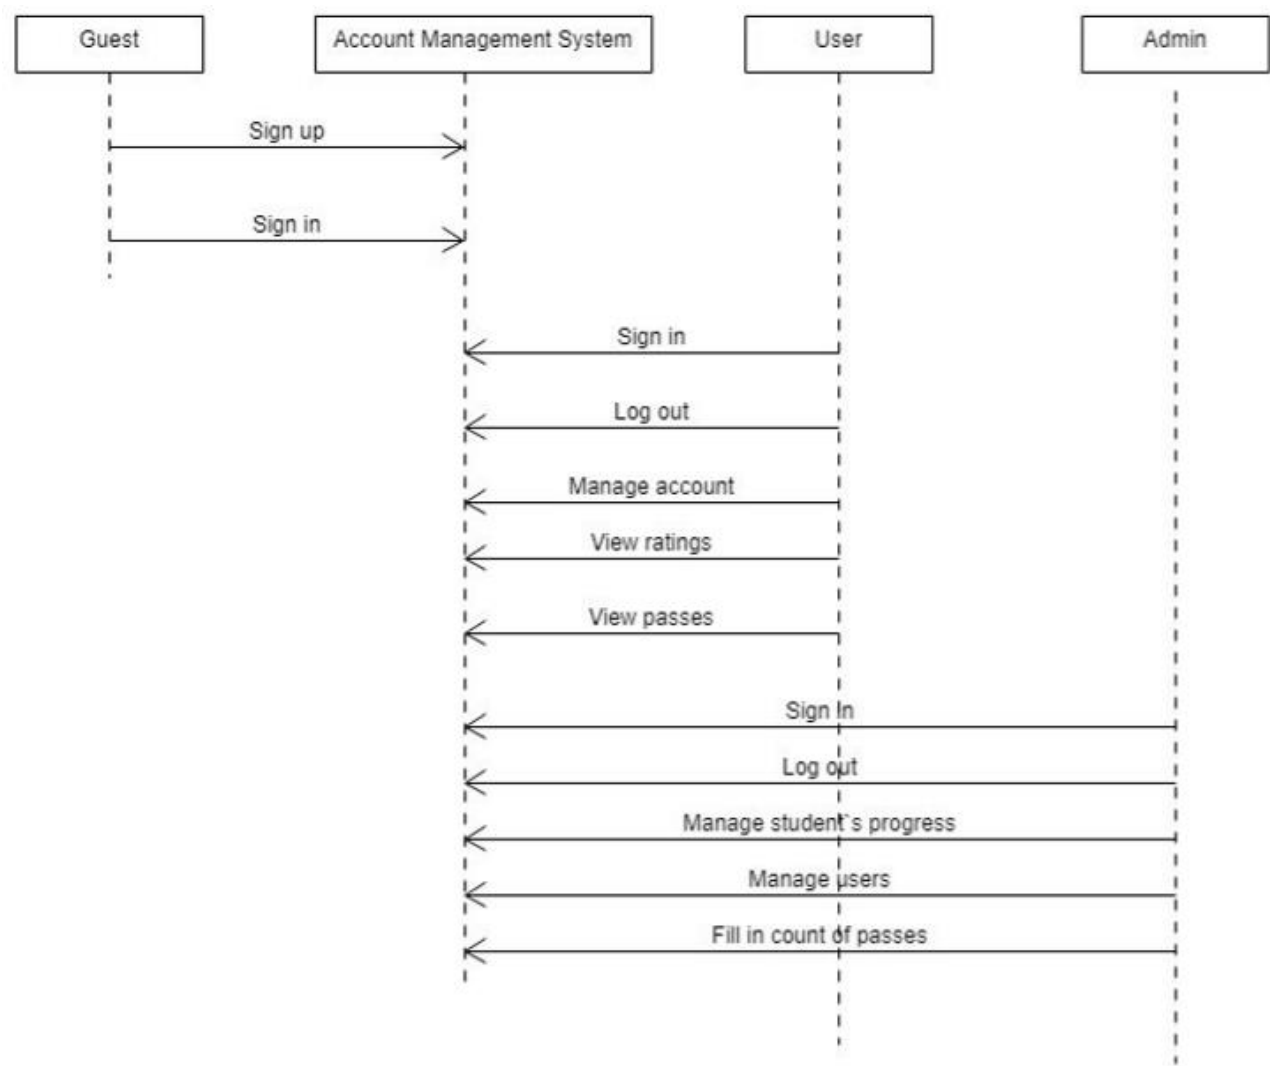 Guest
Account Management System
User
Admin
Sign up
Sign in
Sign in
Log out
Manage account
View ratings
View passes
Sign In
Log out
Manage student`s progress
Manage users
Fill in count of passes